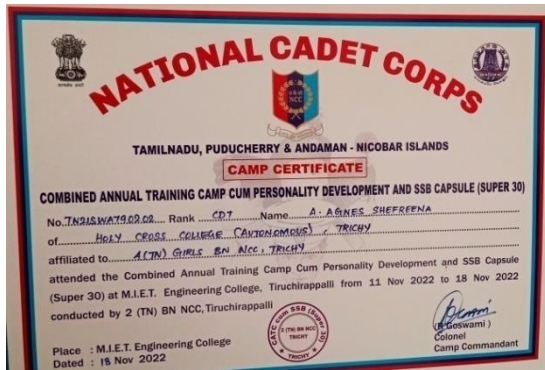 NATIONAL CADET CORPS
NCC
TAMILNADU, PUDUCHERRY & ANDAMAN - NICOBAR ISLANDS
CAMP CERTIFICATE
COMBINED ANNUAL TRAINING CAMP CUM PERSONALITY DEVELOPMENT AND SSB CAPSULE (SUPER 30)
No. TN21SWA790202 Rank CDT Name A. AGNES SHEFREENA
of HOLY CROSS COLLEGE (AUTONOMOUS), TRICHY
affiliated to 4(TN) GIRLS BN NCC, TRICHY
attended the Combined Annual Training Camp Cum Personality Development and SSB Capsule
(Super 30) at M.I.E.T. Engineering College, Tiruchirappalli from 11 Nov 2022 to 18 Nov 2022
conducted by 2 (TN) BN NCC, Tiruchirappalli
CATC cum SSB (Super 30)
2 (TN) BN NCC
TRICHY
TRICHY
Goswami )
Colonel
Camp Commandant
Place : M.I.E.T. Engineering College
Dated : 18 Nov 2022